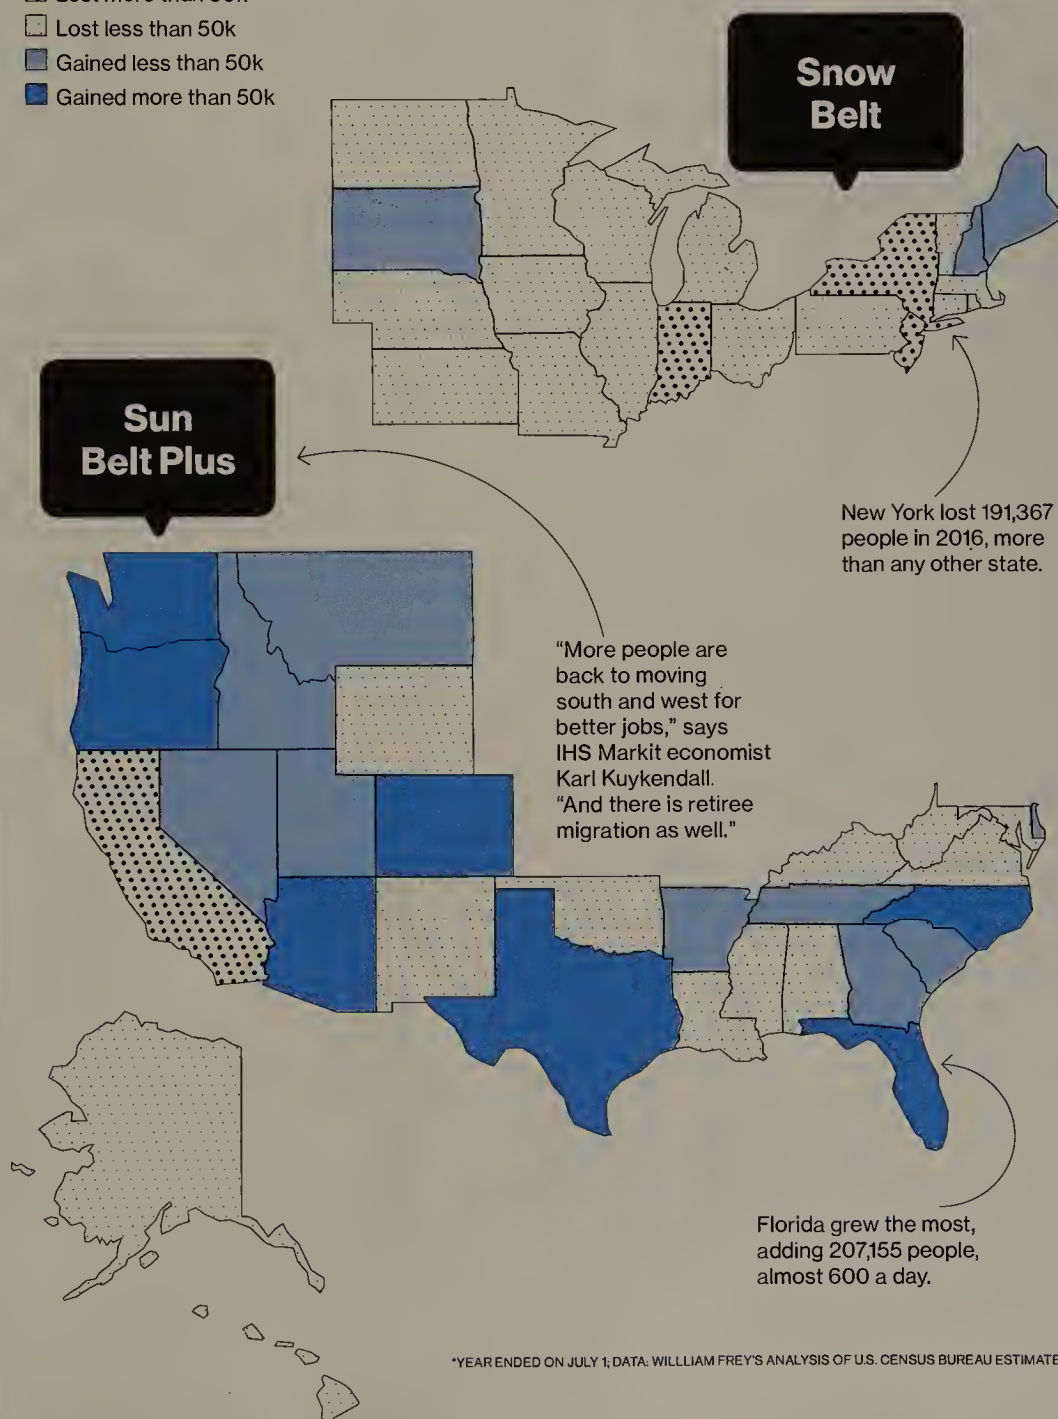 Lost less than 50k
Gained less than 50k
Gained more than 50k
Snow
Belt
Sun
Belt Plus
New York lost 191,367
people in 2016, more
than any other state.
“More people are
back to moving
south and west for
better jobs,” says
IHS Markit economist
Karl Kuykendall.
“And there is retiree
migration as well.”
Florida grew the most,
adding 207,155 people,
almost 600 a day.
*YEAR ENDED ON JULY 1; DATA: WILLLIAM FREY'S ANALYSIS OF U.S. CENSUS BUREAU ESTIMATE